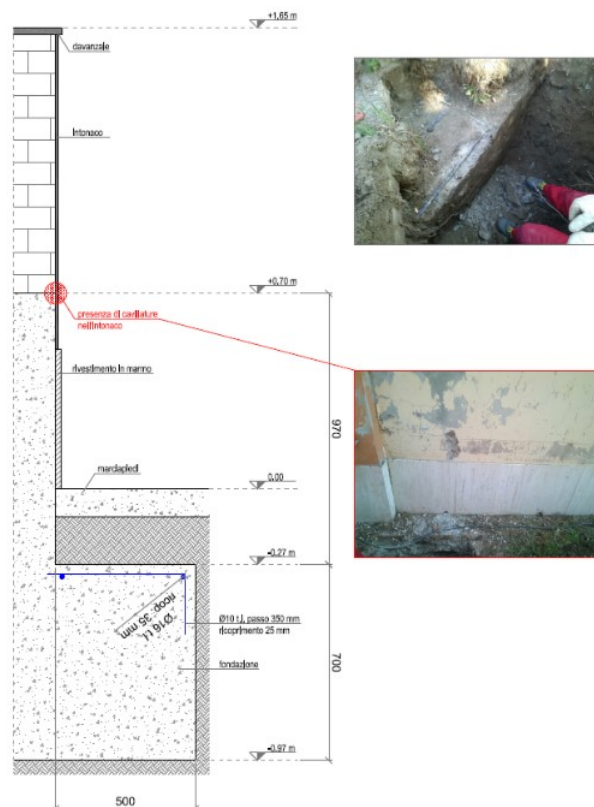 +1,65 m
davanzale
intonaco
+0,70 m
presenza di cavillature
nell'intonaco
rivestimento in marmo
970
marciapiedi
0,00
-0,27 m
Ø16 t.l.
ricop. 35 mm
Ø10 t.l. passo 350 mm
ricoprimento 25 mm
fondazione
700
-0,97 m
500